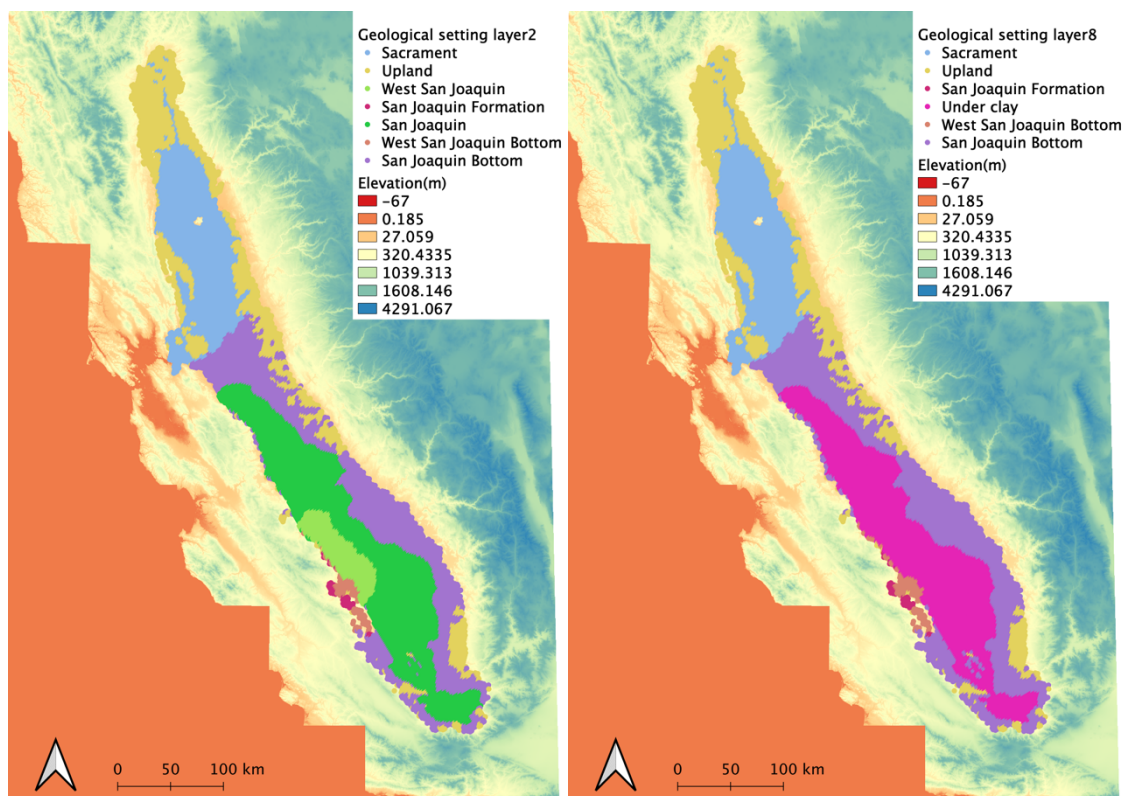 Geological setting layer2
Sacrament
Upland
West San Joaquin
San Joaquin Formation
San Joaquin
West San Joaquin Bottom
San Joaquin Bottom
Elevation(m)
-67
0.185
27.059
320.4335
1039.313
1608.146
4291.067
0 50 100 km
Geological setting layer8
Sacrament
Upland
San Joaquin Formation
Under clay
West San Joaquin Bottom
San Joaquin Bottom
Elevation(m)
-67
0.185
27.059
320.4335
1039.313
1608.146
4291.067
0 50 100 km